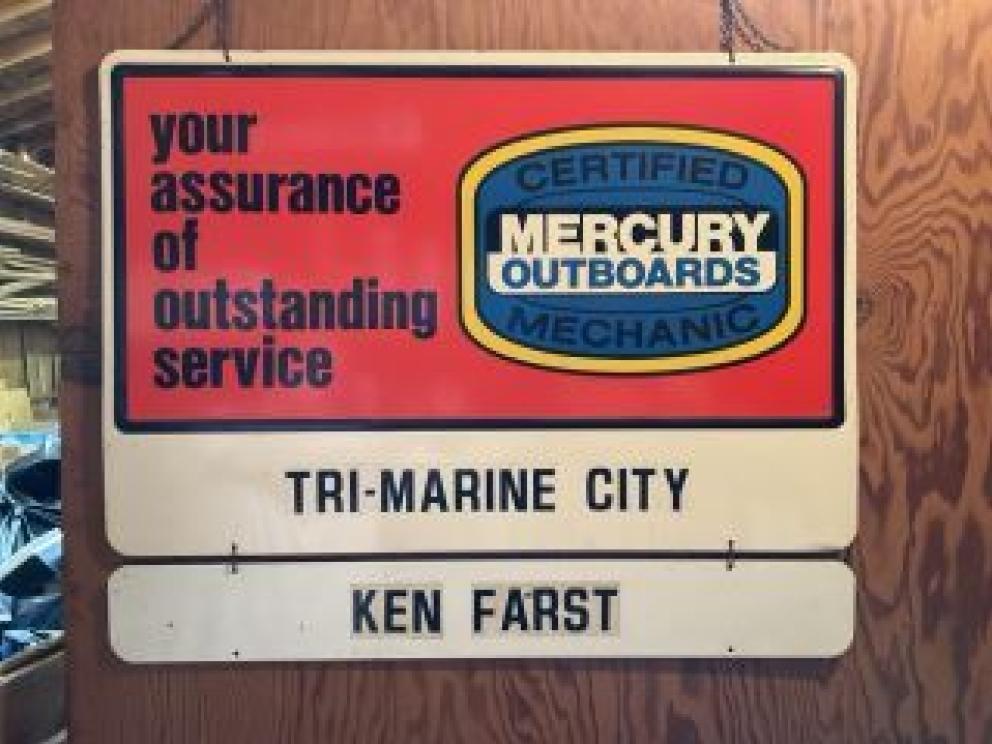 your
assurance
of
outstanding
service
CERTIFIED
MERCURY
OUTBOARDS
MECHANIC
TRI-MARINE CITY
KEN FARST